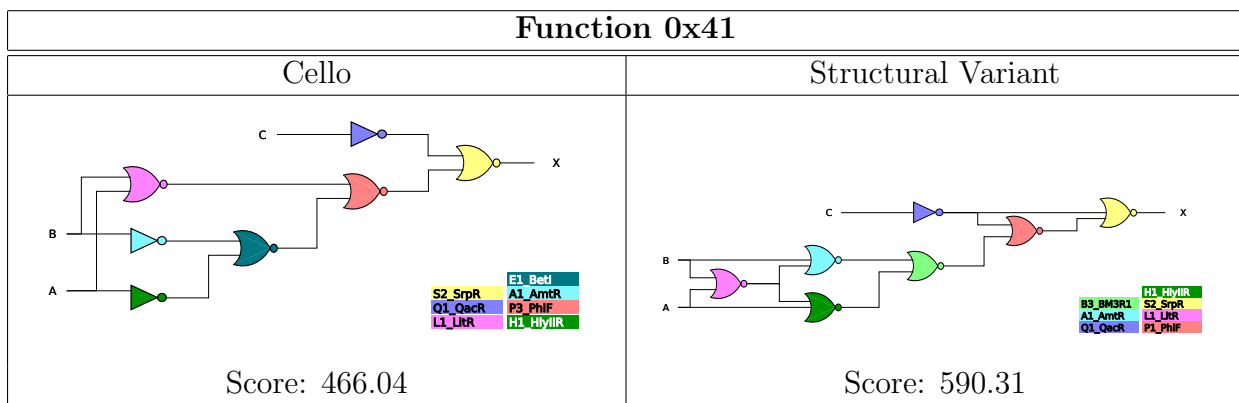 Function 0x41
Cello
Structural Variant
C
X
B
A
E1_BetI
S2_SrpR A1_AmtR
Q1_QacR P3_PhlF
L1_LitR H1_HlyIIR
C
X
B
A
H1_HlyIIR
B3_BM3R1 S2_SrpR
A1_AmtR L1_LitR
Q1_QacR P1_PhlF
Score: 466.04
Score: 590.31